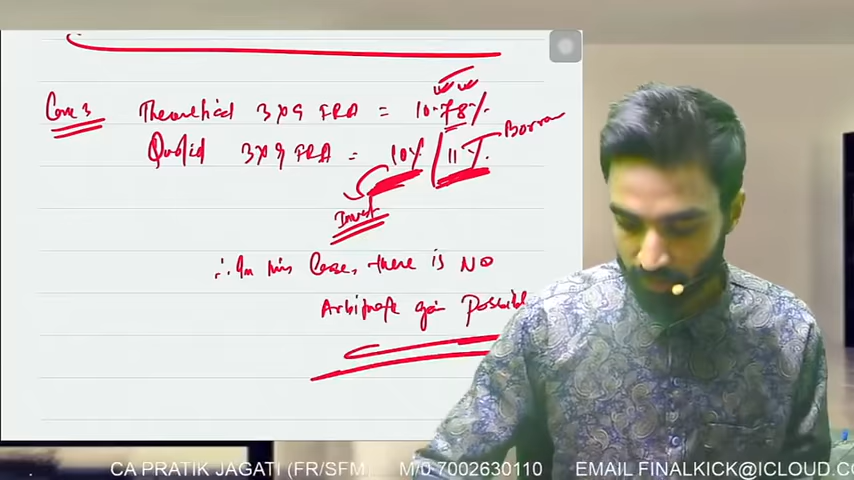 Case 3 Theoretical 3X9 FRA = 10.78%
Quoted 3X9 FRA = 10% / 11% Borrow
Invest
∴ In this Case, there is NO
Arbitrage gain Possible
CA PRATIK JAGATI (FR/SFM) M/0 7002630110 EMAIL FINALKICK@ICLOUD.CO